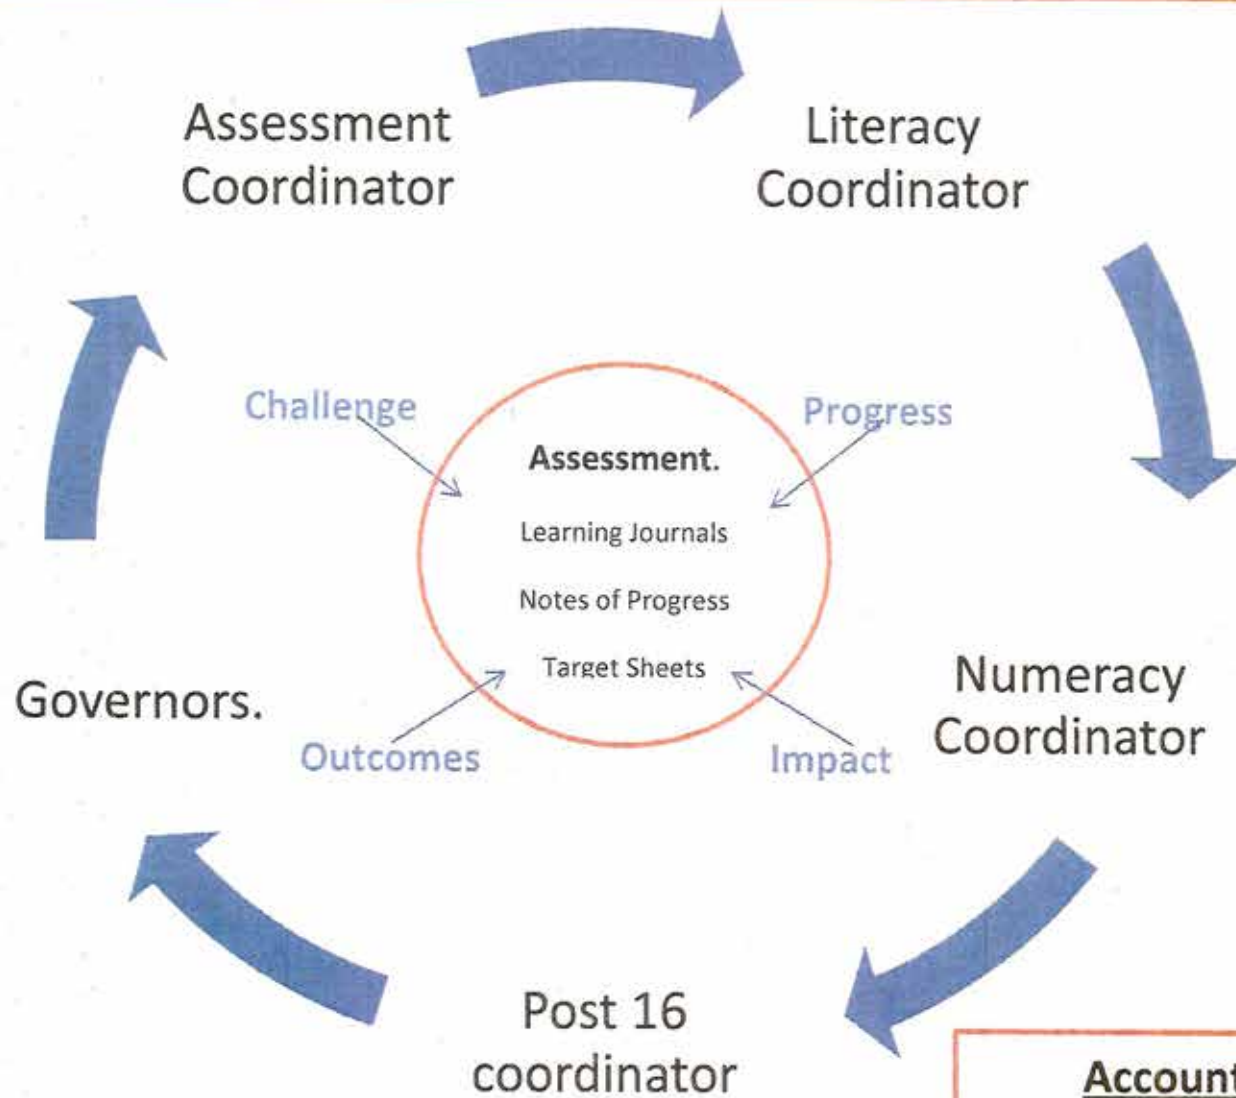 Assessment
Coordinator
Literacy
Coordinator
Challenge
Progress
Assessment.
Learning Journals
Notes of Progress
Target Sheets
Governors.
Numeracy
Coordinator
Outcomes
Impact
Post 16
coordinator